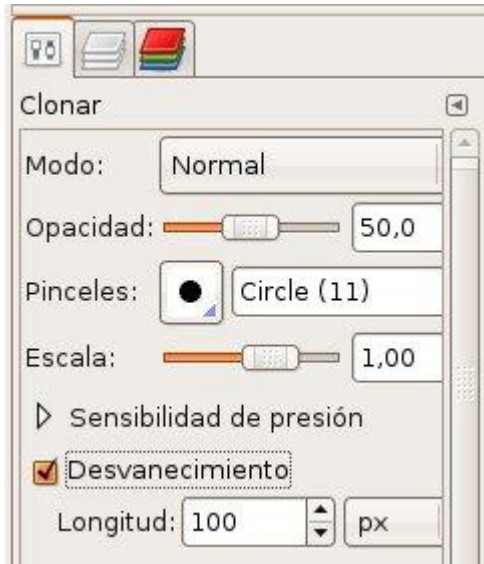 Clonar
Modo: Normal
Opacidad: 50,0
Pinceles: Circle (11)
Escala: 1,00
Sensibilidad de presión
Desvanecimiento
Longitud: 100 px